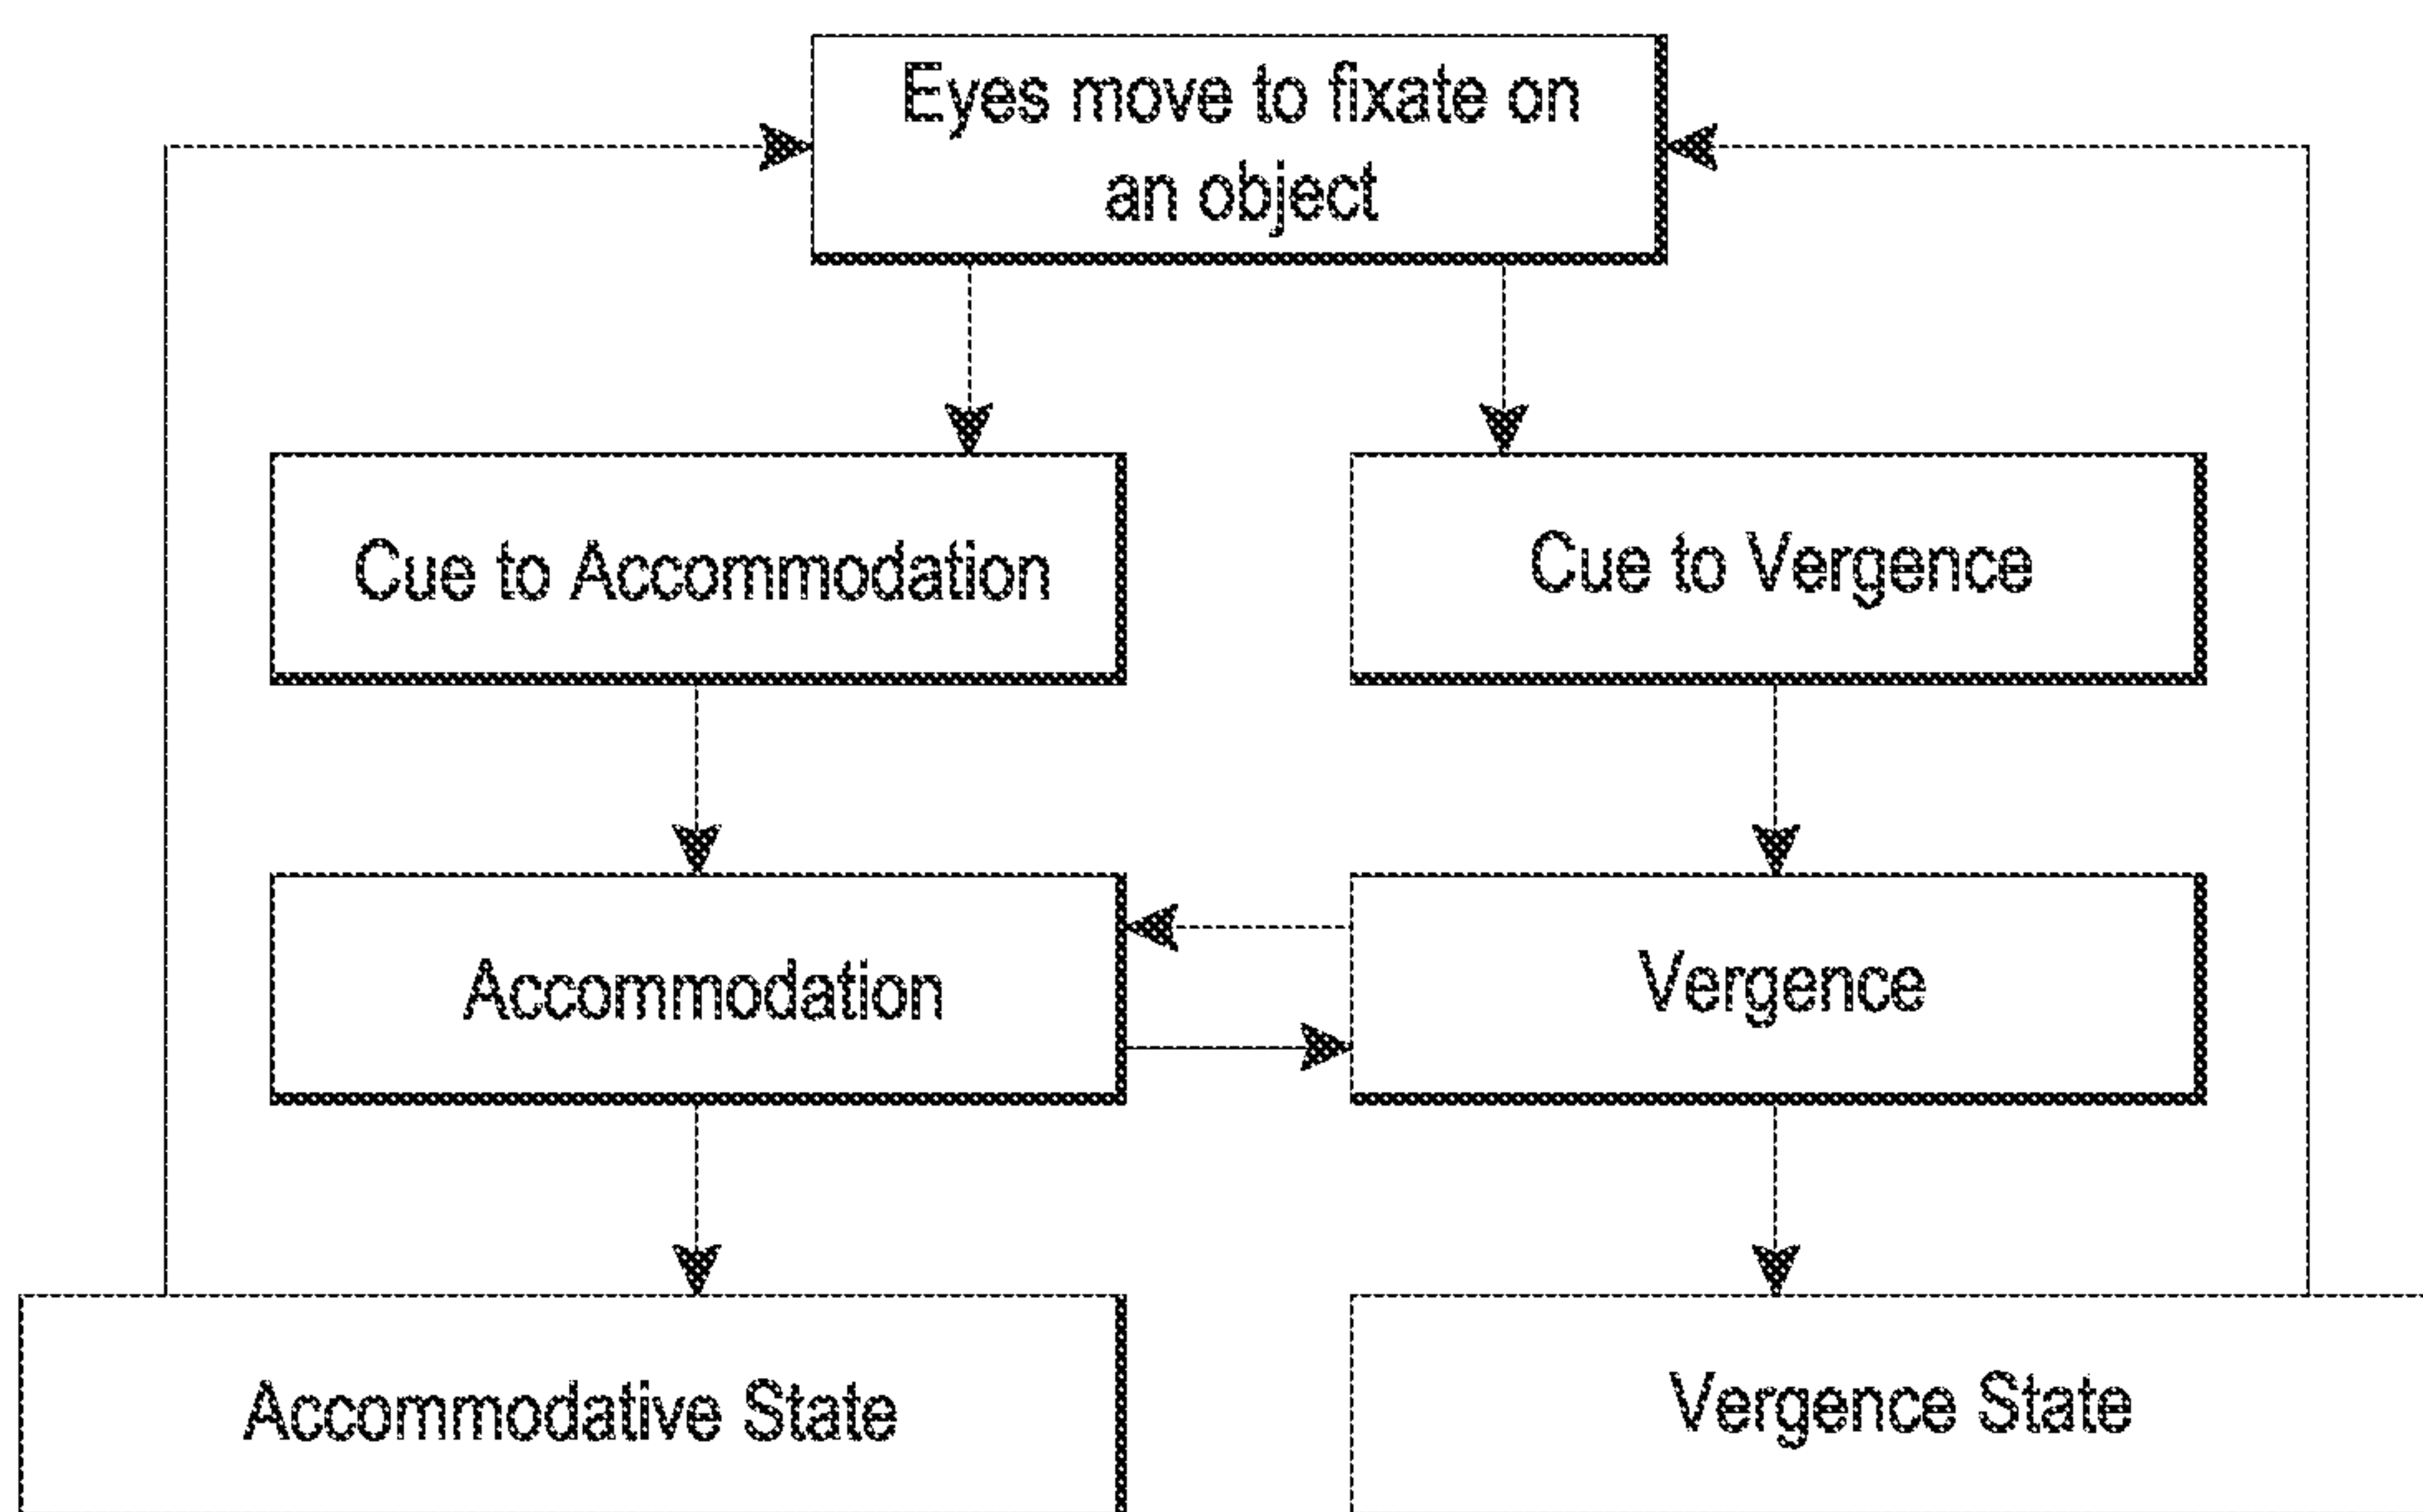 Eyes move to fixate on
an object
Cue to Accommodation
Cue to Vergence
Accommodation
Vergence
Accommodative State
Vergence State